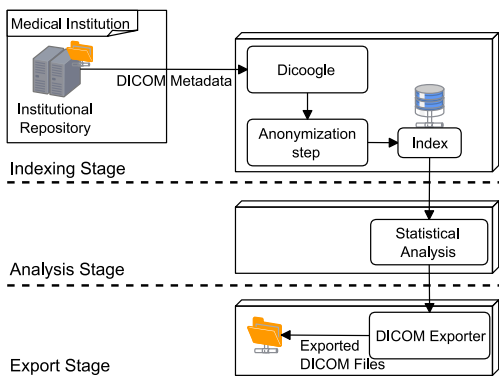 Medical Institution
Institutional
Repository
DICOM Metadata
Dicoogle
Anonymization
step
Index
Indexing Stage
Statistical
Analysis
Analysis Stage
DICOM Exporter
Exported
DICOM Files
Export Stage